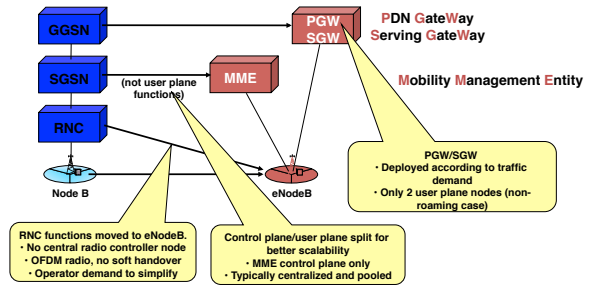 GGSN
PGW
SGW
PDN GateWay
Serving GateWay
SGSN
(not user plane
functions)
MME
Mobility Management Entity
RNC
Node B
eNodeB
PGW/SGW
• Deployed according to traffic
demand
• Only 2 user plane nodes (non-
roaming case)
RNC functions moved to eNodeB.
• No central radio controller node
• OFDM radio, no soft handover
• Operator demand to simplify
Control plane/user plane split for
better scalability
• MME control plane only
• Typically centralized and pooled